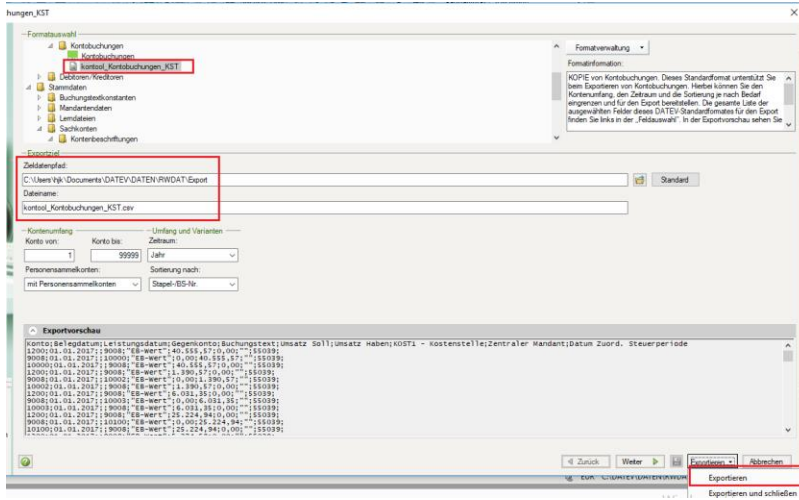 hungen_KST
Formatauswahl
Kontobuchungen
Kontobuchungen
kontool_Kontobuchungen_KST
Debitoren/Kreditoren
Stammdaten
Buchungstextkonstanten
Mandantendaten
Lerndateien
Sachkonten
Kontenbeschriftungen
Formatverwaltung
Formatinformation:
KOPIE von Kontobuchungen. Dieses Standardformat unterstützt Sie
beim Exportieren von Kontobuchungen. Hierbei können Sie den
Kontenumfang, den Zeitraum und die Sortierung je nach Bedarf
eingrenzen und für den Export bereitstellen. Die gesamte Liste der
ausgewählten Felder dieses DATEV-Standardformates für den Export
finden Sie links in der „Feldauswahl“. In der Exportvorschau sehen Sie
Exportziel
Zieldatenpfad:
C:\Users\hjk\Documents\DATEV\DATEN\RWDAT\Export
Standard
Dateiname:
kontool_Kontobuchungen_KST.csv
Kontenumfang
Umfang und Varianten
Konto von:
Konto bis:
Zeitraum:
1
99999
Jahr
Personensammelkonten:
Sortierung nach:
mit Personensammelkonten
Stapel-/BS-Nr.
Exportvorschau
Konto;Belegdatum;Leistungsdatum;Gegenkonto;Buchungstext;Umsatz Soll;Umsatz Haben;KOST1 - Kostenstelle;Zentraler Mandant;Datum Zuord. Steuerperiode
1200;01.01.2017;;9008;"EB-Wert";40.555,57;0,00;"";55039;
9008;01.01.2017;;10000;"EB-Wert";0,00;40.555,57;"";55039;
10000;01.01.2017;;9008;"EB-Wert";40.555,57;0,00;"";55039;
1200;01.01.2017;;9008;"EB-Wert";1.390,57;0,00;"";55039;
9008;01.01.2017;;10002;"EB-Wert";0,00;1.390,57;"";55039;
10002;01.01.2017;;9008;"EB-Wert";1.390,57;0,00;"";55039;
1200;01.01.2017;;9008;"EB-Wert";6.031,35;0,00;"";55039;
9008;01.01.2017;;10003;"EB-Wert";0,00;6.031,35;"";55039;
10003;01.01.2017;;9008;"EB-Wert";6.031,35;0,00;"";55039;
1200;01.01.2017;;9008;"EB-Wert";25.224,94;0,00;"";55039;
9008;01.01.2017;;10100;"EB-Wert";0,00;25.224,94;"";55039;
10100;01.01.2017;;9008;"EB-Wert";25.224,94;0,00;"";55039;
Zurück
Weiter
Exportieren
Abbrechen
Exportieren
Exportieren und schließen